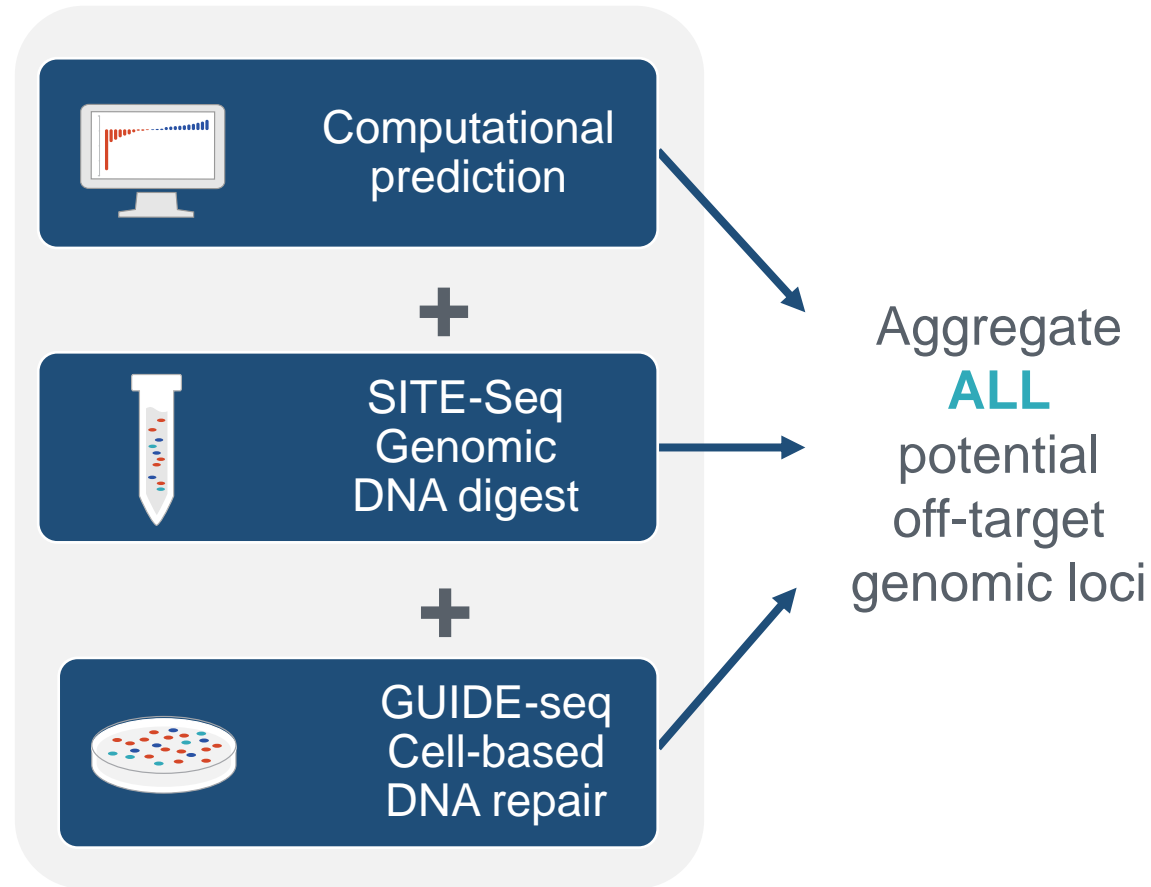 Computational
prediction
+
SITE-Seq
Genomic
DNA digest
+
GUIDE-seq
Cell-based
DNA repair
Aggregate
ALL
potential
off-target
genomic loci